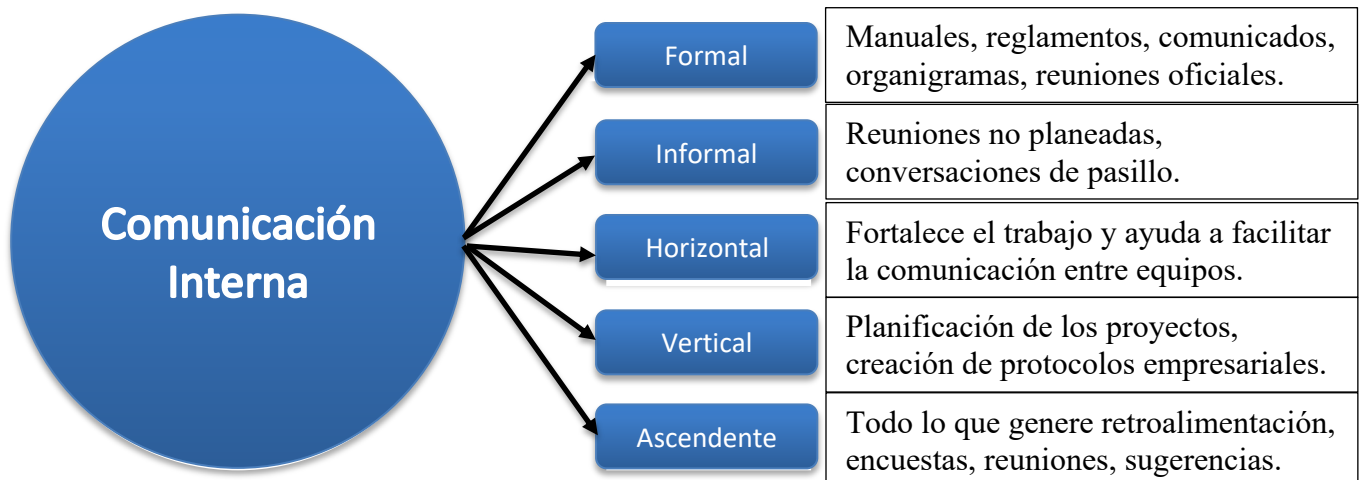 Comunicación
Interna
Formal
Manuales, reglamentos, comunicados,
organigramas, reuniones oficiales.
Informal
Reuniones no planeadas,
conversaciones de pasillo.
Horizontal
Fortalece el trabajo y ayuda a facilitar
la comunicación entre equipos.
Vertical
Planificación de los proyectos,
creación de protocolos empresariales.
Ascendente
Todo lo que genere retroalimentación,
encuestas, reuniones, sugerencias.